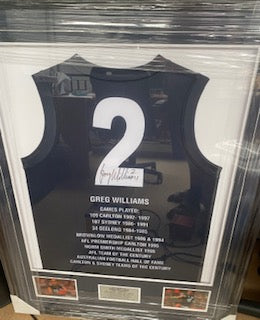 2
Greg Williams
GREG WILLIAMS
GAMES PLAYED:
109 CARLTON 1992 - 1997
107 SYDNEY 1986 - 1991
34 GEELONG 1984-1985
BROWNLOW MEDALLIST 1986 & 1994
AFL PREMIERSHIP CARLTON 1995
NORM SMITH MEDALLIST 1995
AFL TEAM OF THE CENTURY
AUSTRALIAN FOOTBALL HALL OF FAME
CARLTON & SYDNEY TEAMS OF THE CENTURY